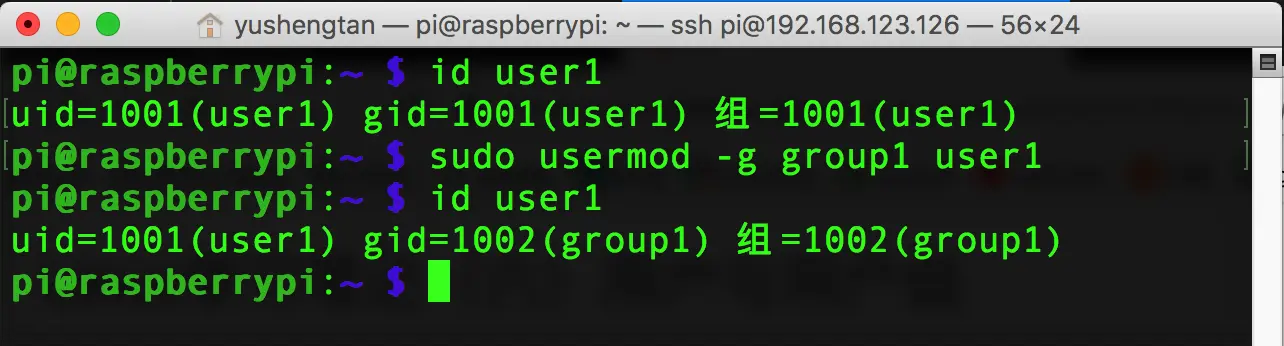 yushengtan — pi@raspberrypi: ~ — ssh pi@192.168.123.126 — 56×24
pi@raspberrypi:~ $ id user1
uid=1001(user1) gid=1001(user1) 组=1001(user1)
pi@raspberrypi:~ $ sudo usermod -g group1 user1
pi@raspberrypi:~ $ id user1
uid=1001(user1) gid=1002(group1) 组=1002(group1)
pi@raspberrypi:~ $